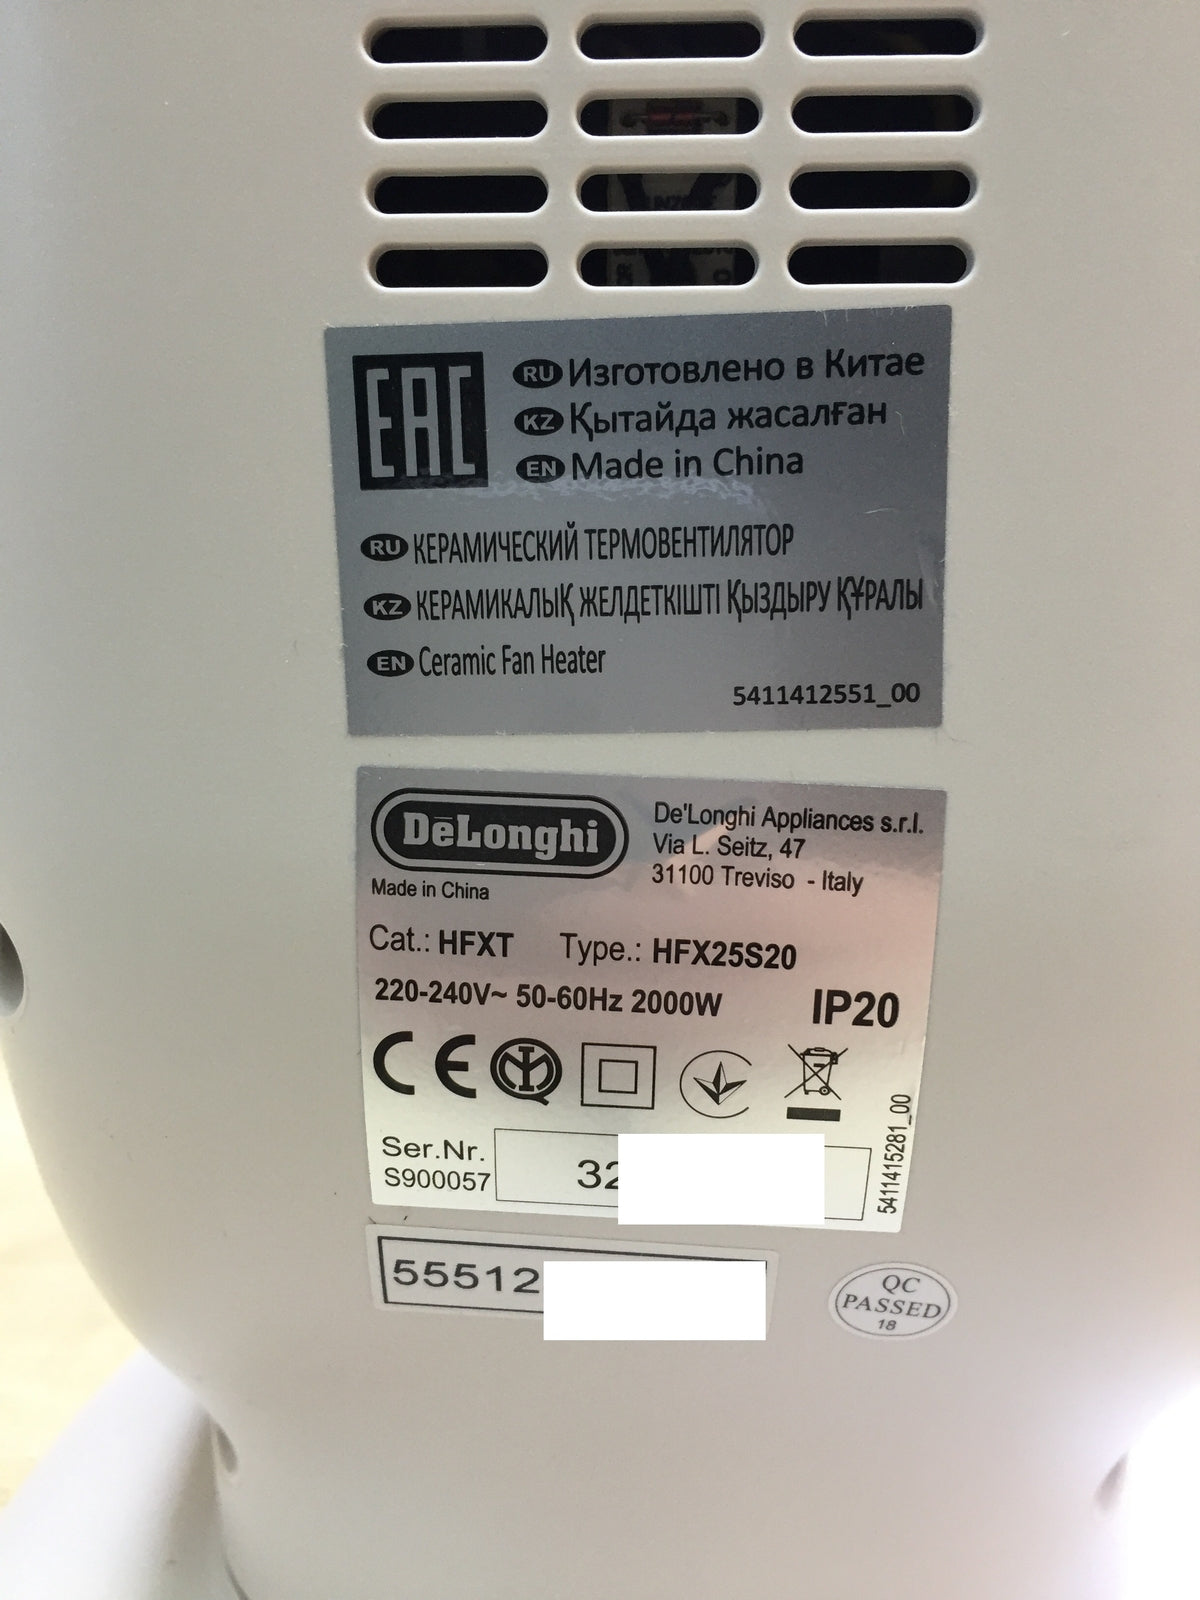 EAC
RU Изготовлено в Китае
KZ Қытайда жасалған
EN Made in China
RU КЕРАМИЧЕСКИЙ ТЕРМОВЕНТИЛЯТОР
KZ КЕРАМИКАЛЫҚ ЖЕЛДЕТКІШТІ ҚЫЗДЫРУ ҚҰРАЛЫ
EN Ceramic Fan Heater
5411412551_00
DeLonghi
Made in China
De'Longhi Appliances s.r.l.
Via L. Seitz, 47
31100 Treviso - Italy
Cat.: HFXT Type.: HFX25S20
220-240V~ 50-60Hz 2000W IP20
CE
Ser.Nr.
S900057
32
5411415281_00
55512
QC
PASSED
18